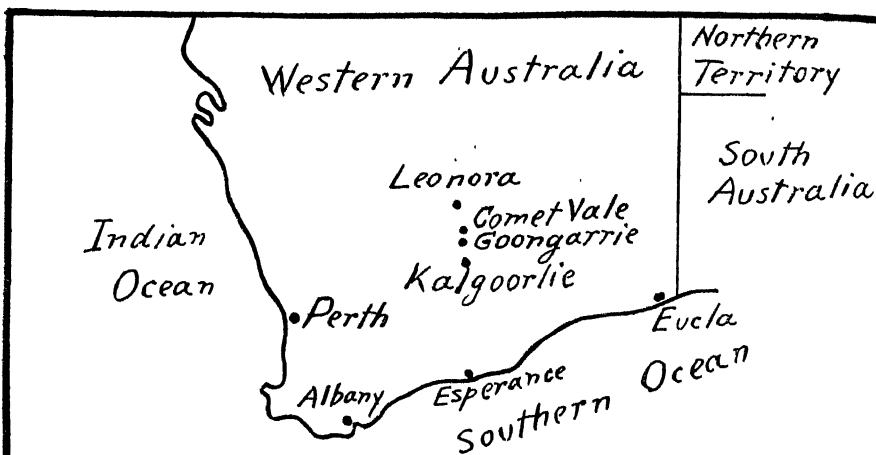 Northern
Territory
Western Australia
South
Australia
Leonora
Comet Vale
Goongarrie
Kalgoorlie
Indian
Ocean
Perth
Eucla
Albany
Esperance
Southern Ocean